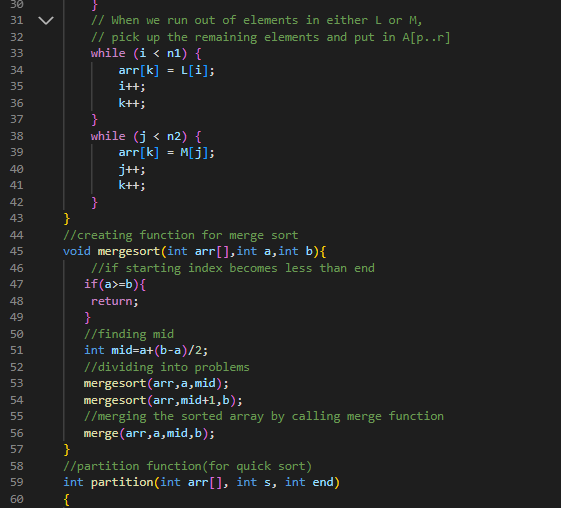 30 }
31 // When we run out of elements in either L or M,
32 // pick up the remaining elements and put in A[p..r]
33 while (i < n1) {
34 arr[k] = L[i];
35 i++;
36 k++;
37 }
38 while (j < n2) {
39 arr[k] = M[j];
40 j++;
41 k++;
42 }
43 }
44 //creating function for merge sort
45 void mergesort(int arr[],int a,int b){
46 //if starting index becomes less than end
47 if(a>=b){
48 return;
49 }
50 //finding mid
51 int mid=a+(b-a)/2;
52 //dividing into problems
53 mergesort(arr,a,mid);
54 mergesort(arr,mid+1,b);
55 //merging the sorted array by calling merge function
56 merge(arr,a,mid,b);
57 }
58 //partition function(for quick sort)
59 int partition(int arr[], int s, int end)
60 {